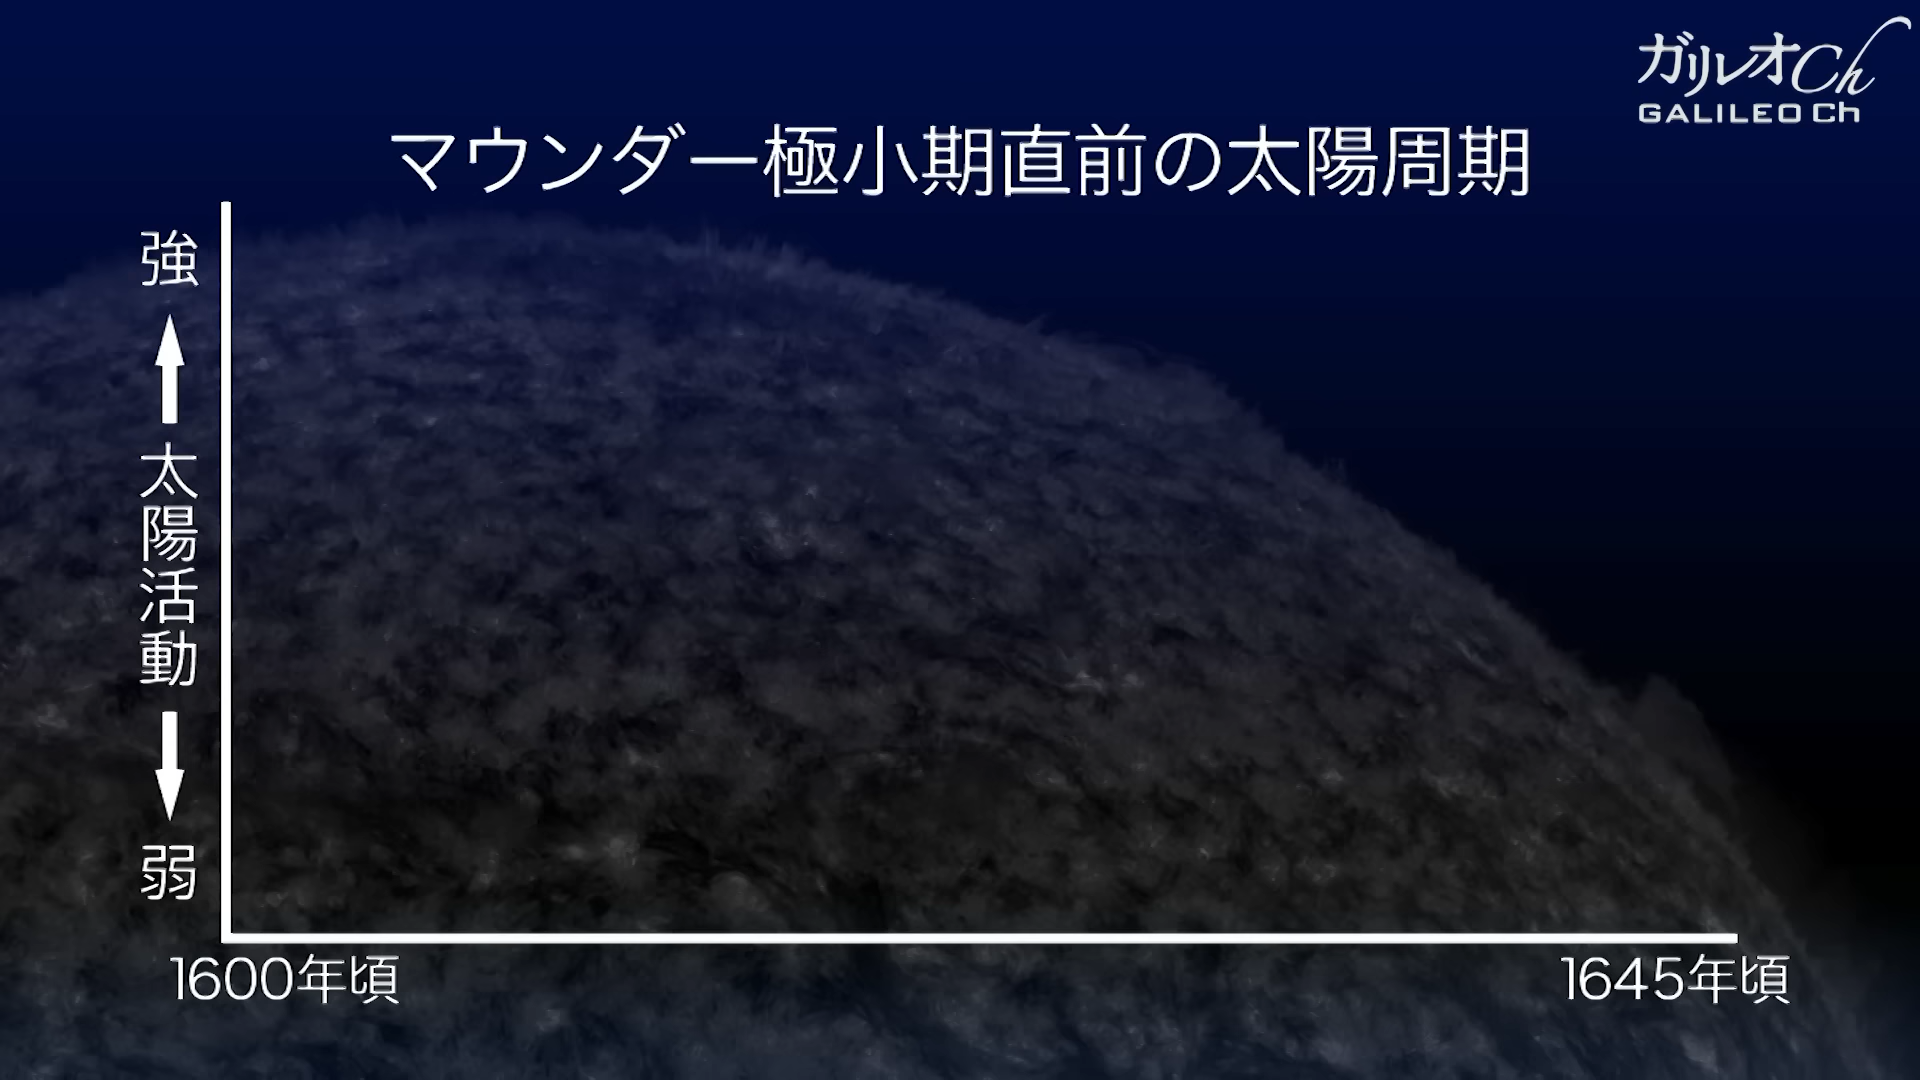 ガリレオCh
GALILEO Ch
マウンダー極小期直前の太陽周期
強
太陽活動
弱
1600年頃
1645年頃